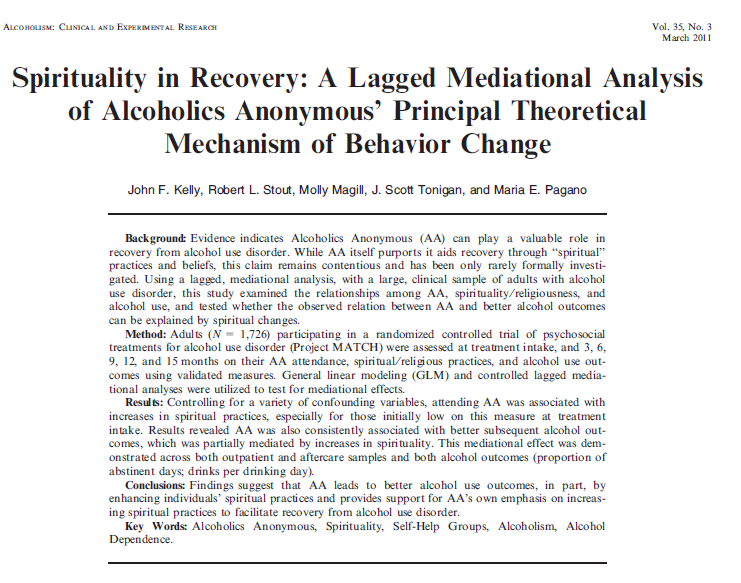 ALCOHOLISM: CLINICAL AND EXPERIMENTAL RESEARCH
Vol. 35, No. 3
March 2011
Spirituality in Recovery: A Lagged Mediational Analysis
of Alcoholics Anonymous’ Principal Theoretical
Mechanism of Behavior Change
John F. Kelly, Robert L. Stout, Molly Magill, J. Scott Tonigan, and Maria E. Pagano
Background: Evidence indicates Alcoholics Anonymous (AA) can play a valuable role in
recovery from alcohol use disorder. While AA itself purports it aids recovery through “spiritual”
practices and beliefs, this claim remains contentious and has been only rarely formally investi-
gated. Using a lagged, mediational analysis, with a large, clinical sample of adults with alcohol
use disorder, this study examined the relationships among AA, spirituality/religiousness, and
alcohol use, and tested whether the observed relation between AA and better alcohol outcomes
can be explained by spiritual changes.
Method: Adults (N = 1,726) participating in a randomized controlled trial of psychosocial
treatments for alcohol use disorder (Project MATCH) were assessed at treatment intake, and 3, 6,
9, 12, and 15 months on their AA attendance, spiritual/religious practices, and alcohol use out-
comes using validated measures. General linear modeling (GLM) and controlled lagged media-
tional analyses were utilized to test for mediational effects.
Results: Controlling for a variety of confounding variables, attending AA was associated with
increases in spiritual practices, especially for those initially low on this measure at treatment
intake. Results revealed AA was also consistently associated with better subsequent alcohol out-
comes, which was partially mediated by increases in spirituality. This mediational effect was dem-
onstrated across both outpatient and aftercare samples and both alcohol outcomes (proportion of
abstinent days; drinks per drinking day).
Conclusions: Findings suggest that AA leads to better alcohol use outcomes, in part, by
enhancing individuals’ spiritual practices and provides support for AA’s own emphasis on increas-
ing spiritual practices to facilitate recovery from alcohol use disorder.
Key Words: Alcoholics Anonymous, Spirituality, Self-Help Groups, Alcoholism, Alcohol
Dependence.